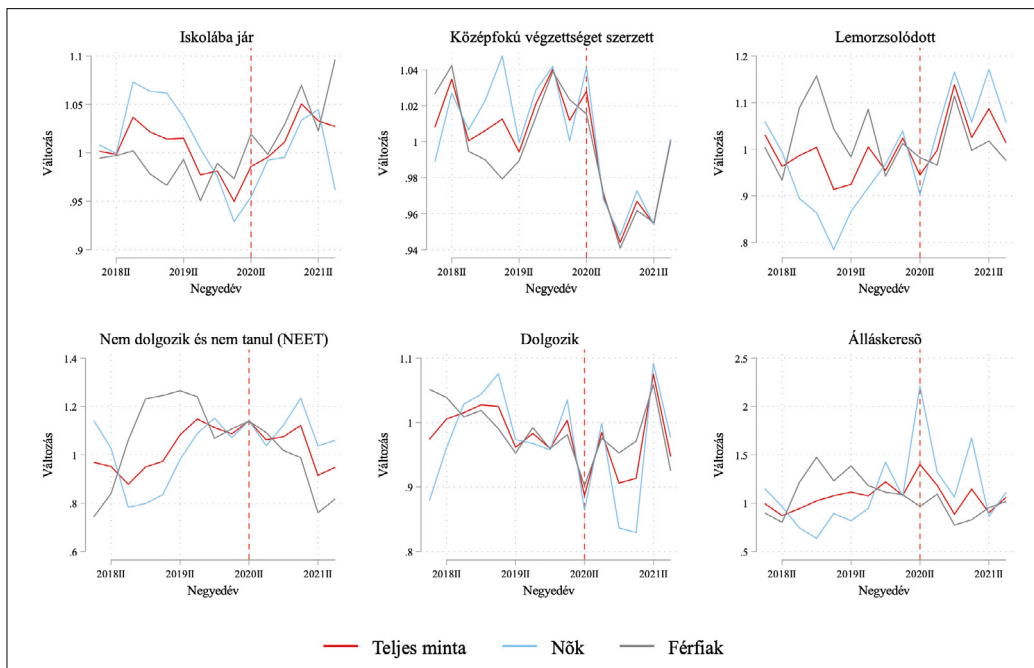 Iskolába jár
Változás
1.1
1.05
1
.95
.9
2018II
2019II
2020II
2021II
Negyedév
Középfokú végzettséget szerzett
Változás
1.04
1.02
1
.98
.96
.94
2018II
2019II
2020II
2021II
Negyedév
Lemorzsolódott
Változás
1.2
1.1
1
.9
.8
2018II
2019II
2020II
2021II
Negyedév
Nem dolgozik és nem tanul (NEET)
Változás
1.4
1.2
1
.8
.6
2018II
2019II
2020II
2021II
Negyedév
Dolgozik
Változás
1.1
1
.9
.8
2018II
2019II
2020II
2021II
Negyedév
Álláskeresõ
Változás
2.5
2
1.5
1
.5
2018II
2019II
2020II
2021II
Negyedév
Teljes minta
Nõk
Férfiak